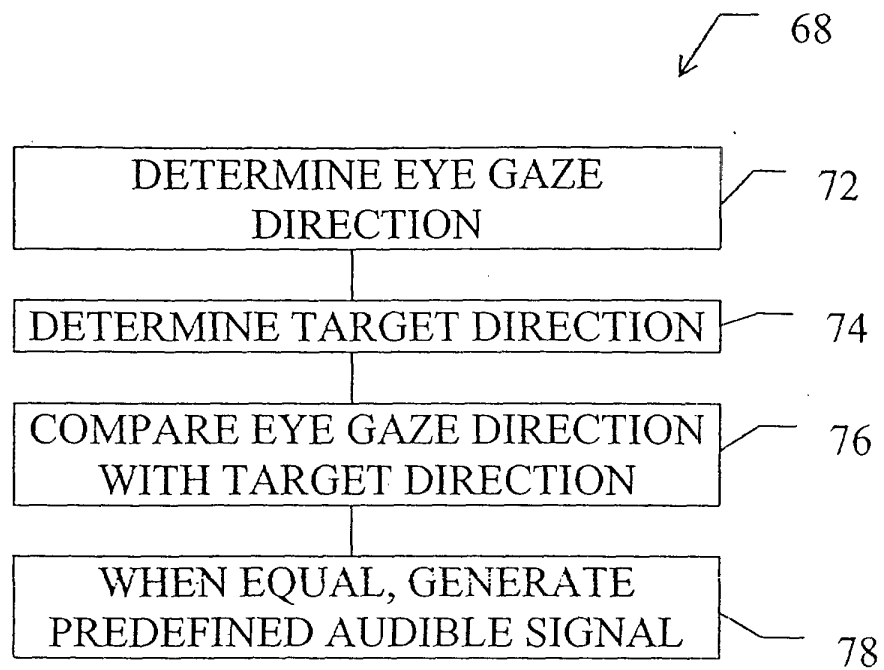 68
DETERMINE EYE GAZE
DIRECTION
72
DETERMINE TARGET DIRECTION
74
COMPARE EYE GAZE DIRECTION
WITH TARGET DIRECTION
76
WHEN EQUAL, GENERATE
PREDEFINED AUDIBLE SIGNAL
78